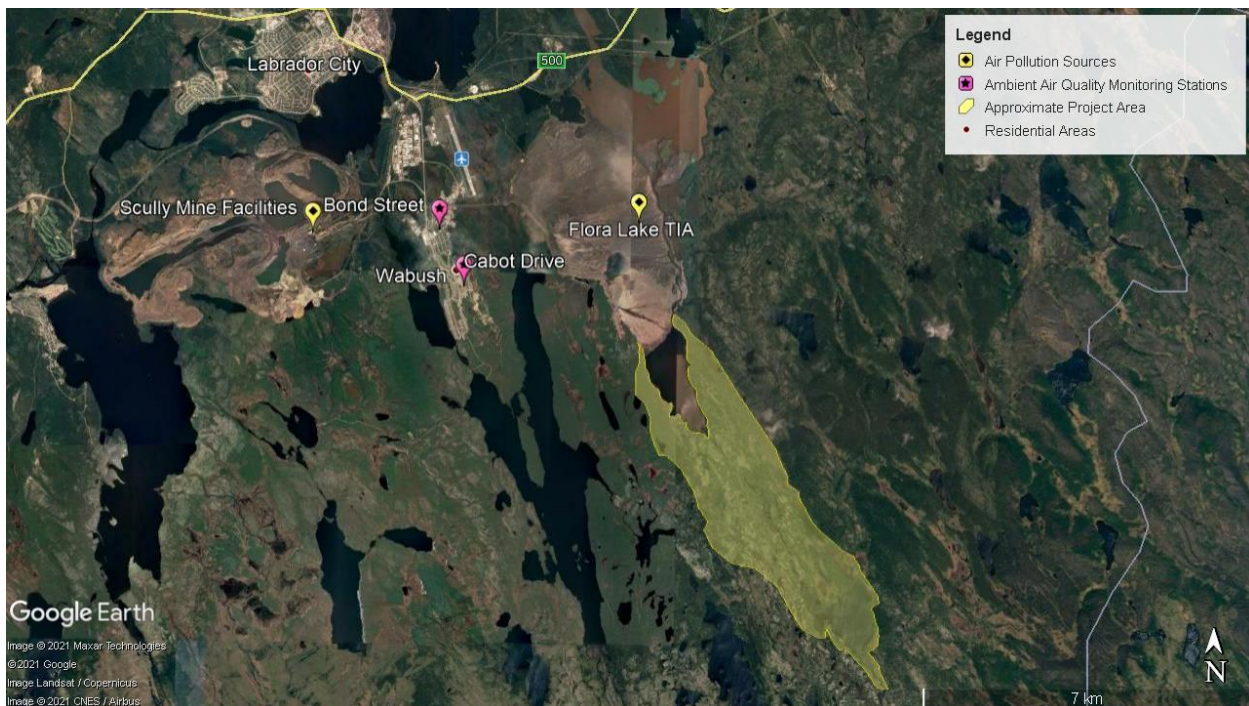 Legend
Air Pollution Sources
Ambient Air Quality Monitoring Stations
Approximate Project Area
Residential Areas
Labrador City
500
Scully Mine Facilities
Bond Street
Flora Lake TIA
Cabot Drive
Wabush
Google Earth
Image © 2021 Maxar Technologies
©2021 Google
Image Landsat / Copernicus
Image © 2021 CNES / Airbus
N
7 km